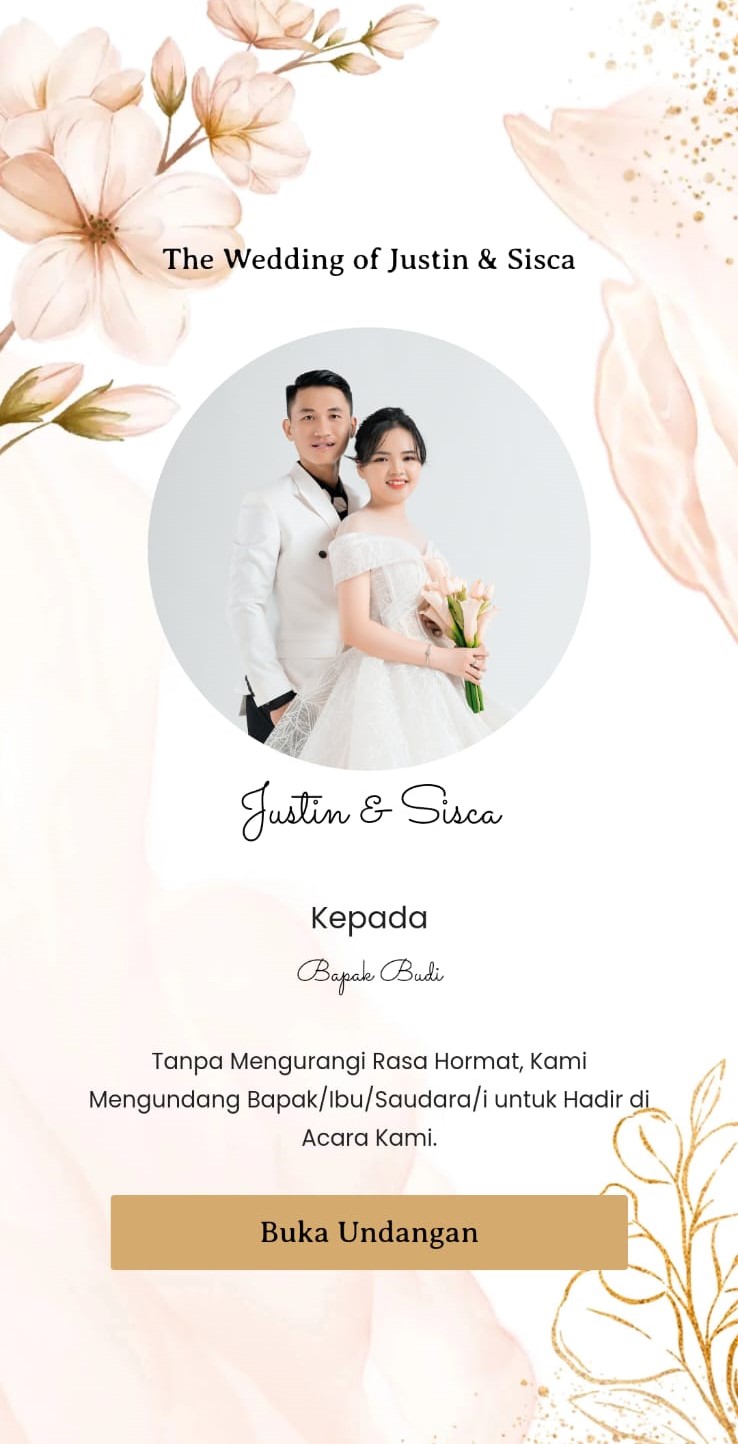 The Wedding of Justin & Sisca
Justin & Sisca
Kepada
Bapak Budi
Tanpa Mengurangi Rasa Hormat, Kami
Mengundang Bapak/Ibu/Saudara/i untuk Hadir di
Acara Kami.
Buka Undangan